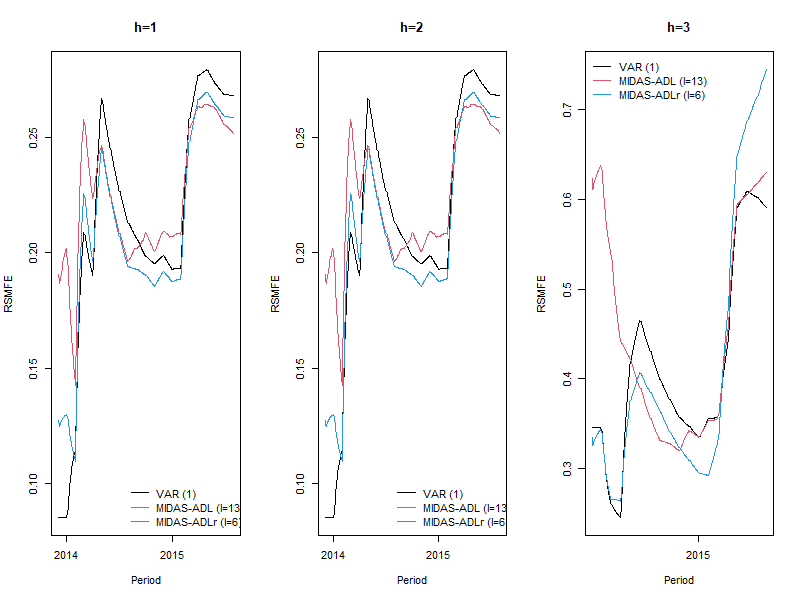 h=1
RSMFE
0.10
0.15
0.20
0.25
VAR (1)
MIDAS-ADL (l=13
MIDAS-ADLr (l=6)
2014
2015
Period
h=2
RSMFE
0.10
0.15
0.20
0.25
VAR (1)
MIDAS-ADL (l=13
MIDAS-ADLr (l=6
2014
2015
Period
h=3
VAR (1)
MIDAS-ADL (l=13)
MIDAS-ADLr (l=6)
RSMFE
0.3
0.4
0.5
0.6
0.7
2015
Period